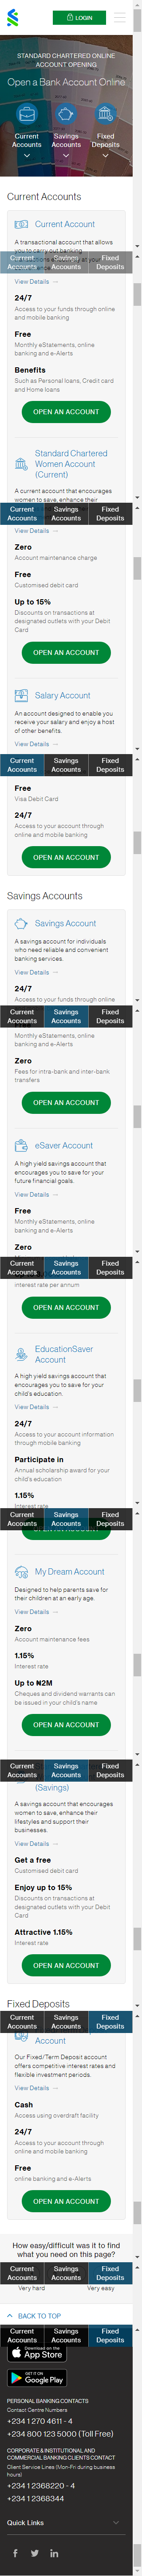 LOGIN
STANDARD CHARTERED ONLINE
ACCOUNT OPENING
Open a Bank Account Online
Current
Accounts
Savings
Accounts
Fixed
Deposits
Current Accounts
Current Account
A transactional account that allows
you to carry out banking
Current
Accounts
Savings
Accounts
Fixed
Deposits
View Details
24/7
Access to your funds through online
and mobile banking
Free
Monthly eStatements, online
banking and e-Alerts
Benefits
Such as Personal loans, Credit card
and Home loans
OPEN AN ACCOUNT
Standard Chartered
Women Account
(Current)
A current account that encourages
women to save, enhance their
Current
Accounts
Savings
Accounts
Fixed
Deposits
View Details
Zero
Account maintenance charge
Free
Customised debit card
Up to 15%
Discounts on transactions at
designated outlets with your Debit
Card
OPEN AN ACCOUNT
Salary Account
An account designed to enable you
receive your salary and enjoy a host
of other benefits.
View Details
Current
Accounts
Savings
Accounts
Fixed
Deposits
Free
Visa Debit Card
24/7
Access to your account through
online and mobile banking
OPEN AN ACCOUNT
Savings Accounts
Savings Account
A savings account for individuals
who need reliable and convenient
banking services.
View Details
24/7
Access to your funds through online
Current
Accounts
Savings
Accounts
Fixed
Deposits
Monthly eStatements, online
banking and e-Alerts
Zero
Fees for intra-bank and inter-bank
transfers
OPEN AN ACCOUNT
eSaver Account
A high yield savings account that
encourages you to save for your
future financial goals.
View Details
Free
Monthly eStatements, online
banking and e-Alerts
Zero
Current
Accounts
Savings
Accounts
Fixed
Deposits
interest rate per annum
OPEN AN ACCOUNT
EducationSaver
Account
A high yield savings account that
encourages you to save for your
child's education.
View Details
24/7
Access to your account information
through mobile banking
Participate in
Annual scholarship award for your
child's education
1.15%
Interest rate
Current
Accounts
Savings
Accounts
Fixed
Deposits
OPEN AN ACCOUNT
My Dream Account
Designed to help parents save for
their children at an early age.
View Details
Zero
Account maintenance fees
1.15%
Interest rate
Up to ₦2M
Cheques and dividend warrants can
be issued in your child's name
OPEN AN ACCOUNT
Current
Accounts
Savings
Accounts
Fixed
Deposits
(Savings)
A savings account that encourages
women to save, enhance their
lifestyles and support their
businesses.
View Details
Get a free
Customised debit card
Enjoy up to 15%
Discounts on transactions at
designated outlets with your Debit
Card
Attractive 1.15%
Interest rate
OPEN AN ACCOUNT
Fixed Deposits
Current
Accounts
Savings
Accounts
Fixed
Deposits
Account
Our Fixed/Term Deposit account
offers competitive interest rates and
flexible investment periods.
View Details
Cash
Access using overdraft facility
24/7
Access to your account through
online and mobile banking
Free
online banking and e-Alerts
OPEN AN ACCOUNT
How easy/difficult was it to find
what you need on this page?
Current
Accounts
Savings
Accounts
Fixed
Deposits
Very hard
Very easy
BACK TO TOP
Current
Accounts
Savings
Accounts
Fixed
Deposits
Download on the
App Store
GET IT ON
Google Play
PERSONAL BANKING CONTACTS
Contact Centre Numbers
+234 1 270 4611 - 4
+234 800 123 5000 (Toll Free)
CORPORATE & INSTITUTIONAL AND
COMMERCIAL BANKING CLIENTS CONTACT
Client Service Lines (Mon-Fri during business
hours)
+234 1 2368220 - 4
+234 1 2368344
Quick Links